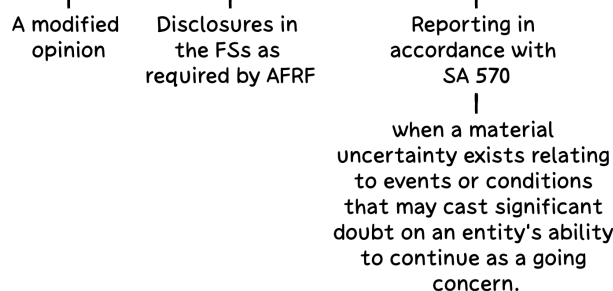 A modified
opinion
Disclosures in
the FSs as
required by AFRF
Reporting in
accordance with
SA 570
when a material
uncertainty exists relating
to events or conditions
that may cast significant
doubt on an entity's ability
to continue as a going
concern.